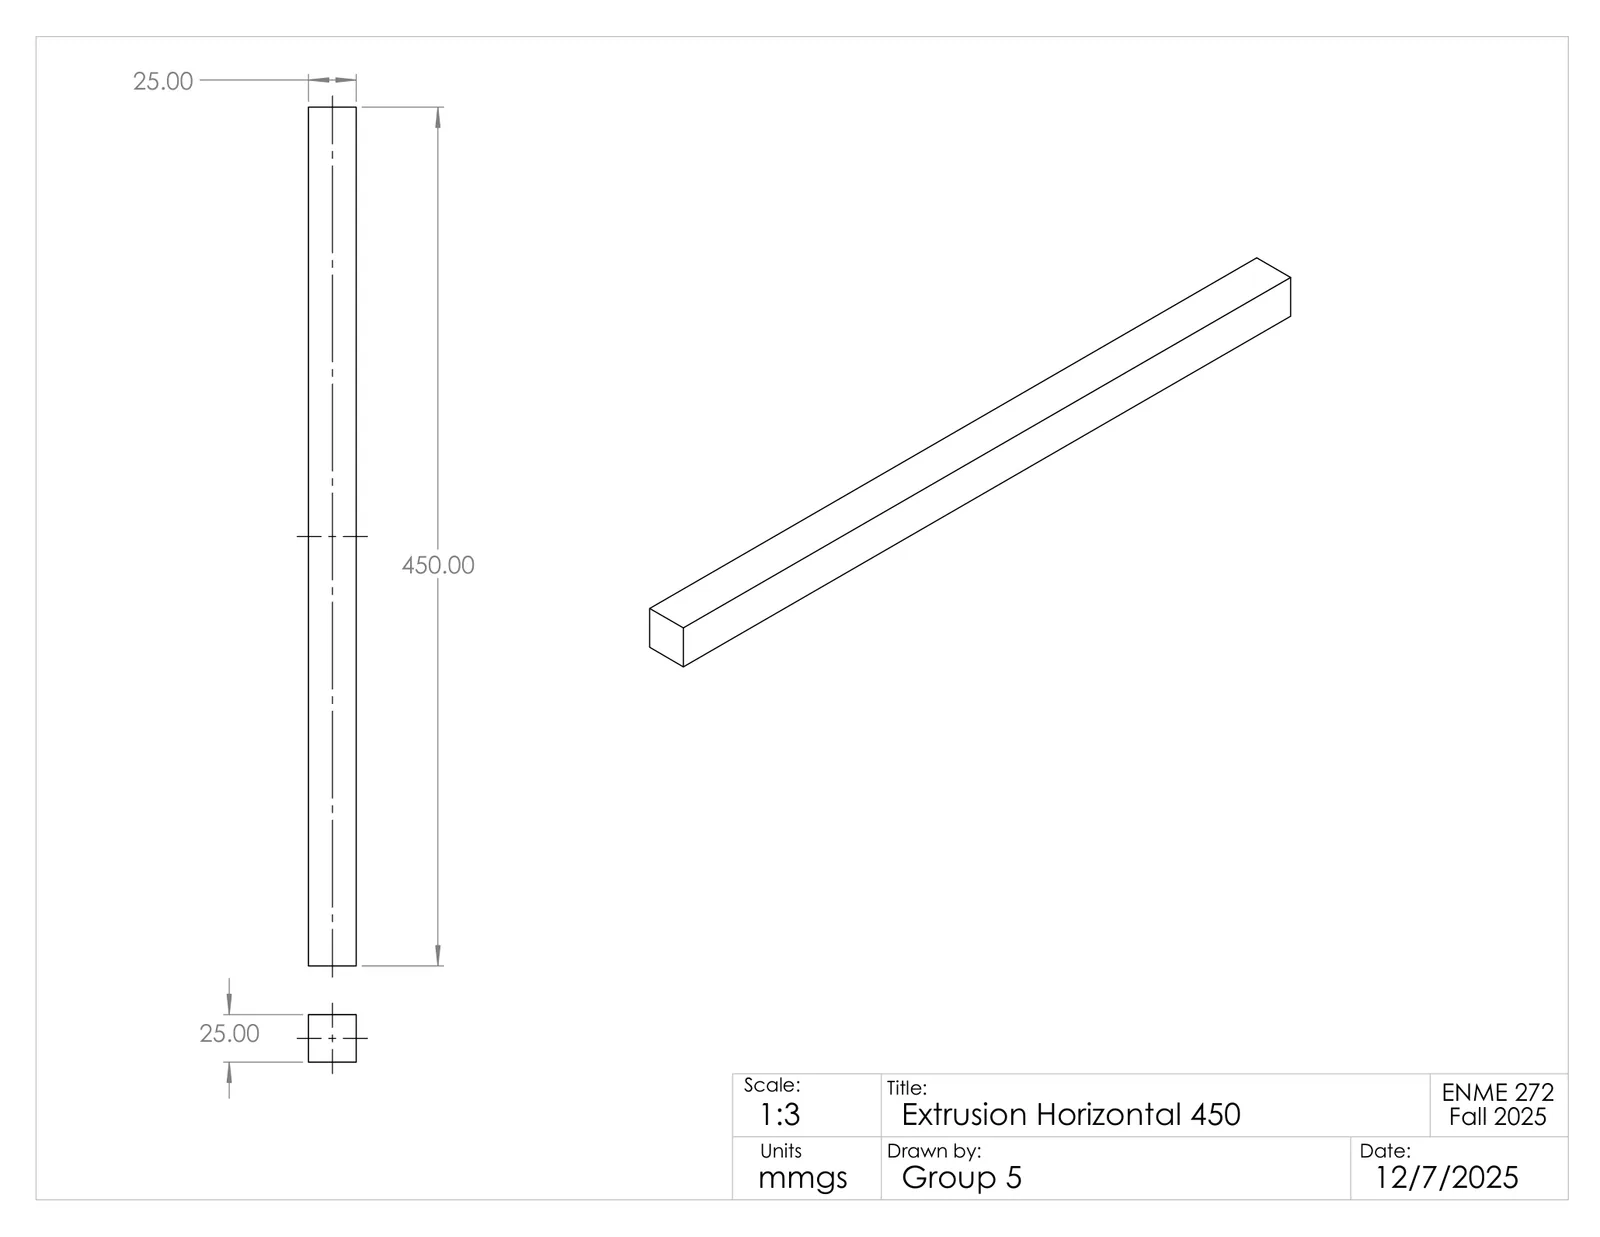 25.00
450.00
25.00
Scale:
1:3
Title:
Extrusion Horizontal 450
ENME 272
Fall 2025
Units
mmgs
Drawn by:
Group 5
Date:
12/7/2025